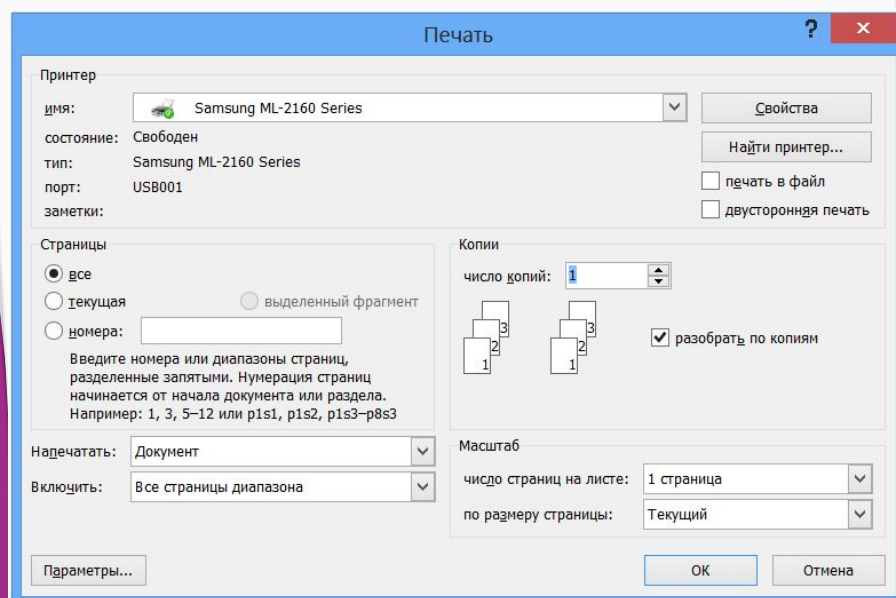 Печать
? x
Принтер
имя: Samsung ML-2160 Series
Свойства
состояние: Свободен
Найти принтер...
тип: Samsung ML-2160 Series
порт: USB001
печать в файл
заметки:
двусторонняя печать
Страницы
все
текущая
выделенный фрагмент
номера:
Введите номера или диапазоны страниц,
разделенные запятыми. Нумерация страниц
начинается от начала документа или раздела.
Например: 1, 3, 5–12 или p1s1, p1s2, p1s3–p8s3
Копии
число копий: 1
3
2
1
3
2
1
разобрать по копиям
Напечатать: Документ
Включить: Все страницы диапазона
Масштаб
число страниц на листе: 1 страница
по размеру страницы: Текущий
Параметры...
ОК
Отмена